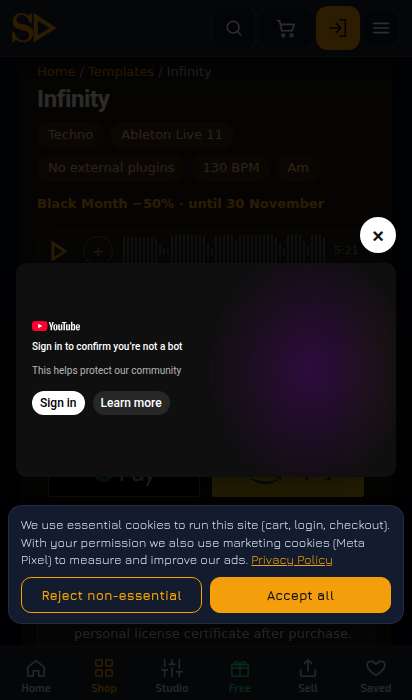 Home / Templates / Infinity
Infinity
Techno
Ableton Live 11
No external plugins
130 BPM
Am
Black Month −50% · until 30 November
5:21
YouTube
Sign in to confirm you're not a bot
This helps protect our community
Sign in
Learn more
Pay
We use essential cookies to run this site (cart, login, checkout).
With your permission we also use marketing cookies (Meta
Pixel) to measure and improve our ads. Privacy Policy
Reject non-essential
Accept all
personal license certificate after purchase.
Home
Shop
Studio
Free
Sell
Saved